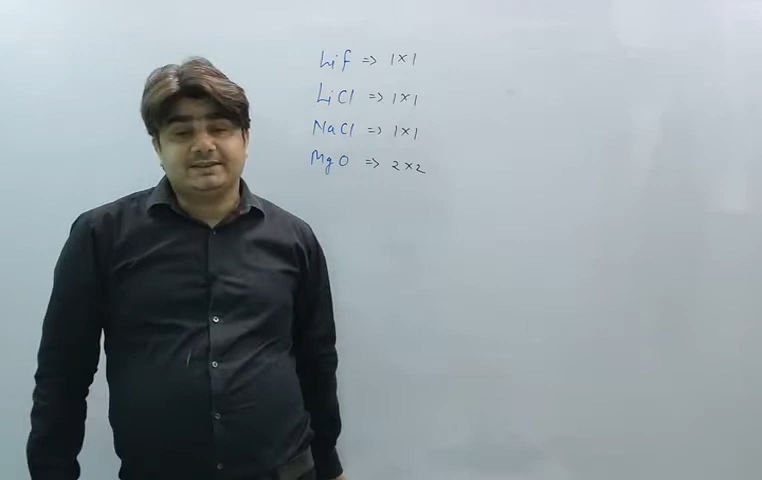 LiF => 1×1
LiCl => 1×1
NaCl => 1×1
MgO => 2×2